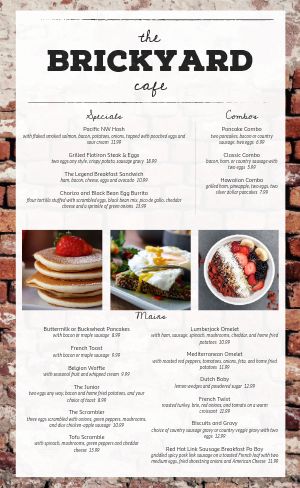 the
BRICKYARD
cafe
Specials
Pacific NW Hash
with flaked smoked salmon, bacon, potatoes, onions, topped with poached eggs and
sour cream 11.99
Grilled Flatiron Steak & Eggs
two eggs any style, crispy potato, sausage gravy 18.99
The Legend Breakfast Sandwich
ham, bacon, cheese, eggs and avocado 10.99
Chorizo and Black Bean Egg Burrito
flour tortilla stuffed with scrambled eggs, black bean mix, pico de gallo, cheddar
cheese and a sprinkle of green onions
Combos
Pancake Combo
two pancakes, bacon or country
sausage, two eggs 6.99
Classic Combo
bacon, ham, or country sausage with
two eggs 5.99
Hawaiian Combo
grilled ham, pineapple, two eggs, two
silver dollar pancakes 7.99
Mains
Buttermilk or Buckwheat Pancakes
with bacon or maple sausage 8.99
French Toast
with bacon or maple sausage 9.99
Belgian Waffle
with seasonal fruit and whipped cream 9.99
The Junior
two eggs any way, bacon and home potatoes, and your
choice of toast 8.99
The Scrambler
three eggs scrambled with onions, green peppers, mushrooms,
and diar chicken-apple sausage 10.99
Tofu Scramble
with spinach, mushrooms, green peppers and cheddar
cheese
Lumberjack Omelet
with ham, sausage, spinach, mushrooms, cheddar, and home fried
potatoes 10.99
Mediterranean Omelet
with roasted red peppers, tomatoes, onions, feta, and home fried
potatoes 11.99
Dutch Baby
lemon wedges and powdered sugar 12.99
French Twist
roasted turkey, brie, onions, and tomato on a warm
croissant
Biscuits and Gravy
choice of country sausage gravy or country veggie gravy with two
eggs 12.99
Red Hot Link Sausage Breakfast Po Boy
griddled spicy pork link sausage on a toasted French loaf with two
medium eggs, fried shoestring onions and American Cheese 11.99